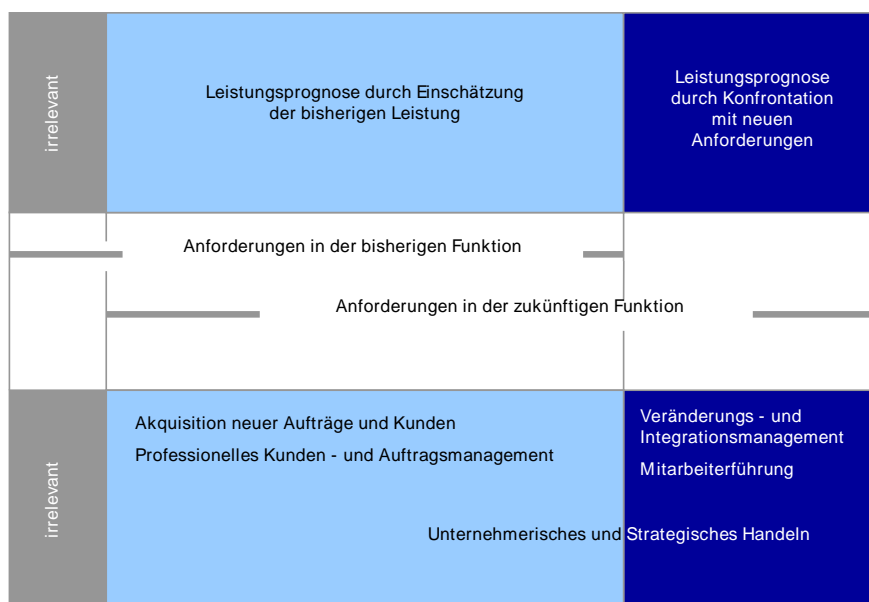 irrelevant
Leistungsprognose durch Einschätzung
der bisherigen Leistung
Leistungsprognose
durch Konfrontation
mit neuen
Anforderungen
Anforderungen in der bisherigen Funktion
Anforderungen in der zukünftigen Funktion
irrelevant
Akquisition neuer Aufträge und Kunden
Professionelles Kunden - und Auftragsmanagement
Veränderungs - und
Integrationsmanagement
Mitarbeiterführung
Unternehmerisches und Strategisches Handeln